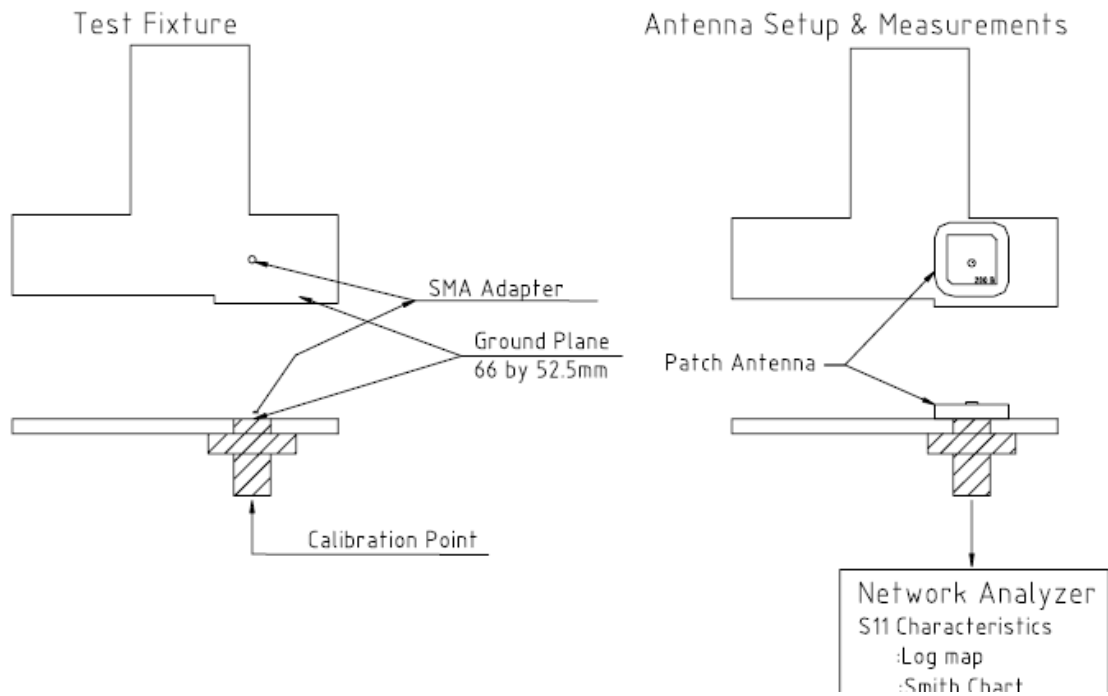 Test Fixture
Antenna Setup & Measurements
SMA Adapter
Ground Plane
66 by 52.5mm
Patch Antenna
Calibration Point
Network Analyzer
S11 Characteristics
:Log map
:Smith Chart